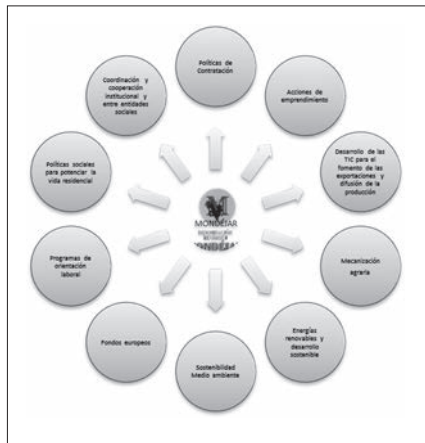 Políticas de
Contratación
Acciones de
emprendimiento
Desarrollo de las
TIC para el
fomento de las
exportaciones y
difusión de la
producción
Mecanización
agraria
Energías
renovables y
desarrollo
sostenible
Sostenibilidad
Medio ambiente
Fondos europeos
Programas de
orientación
laboral
Políticas sociales
para potenciar la
vida residencial
Coordinación y
cooperación
institucional y
entre entidades
sociales
MONDEJAR
MONDEJAR